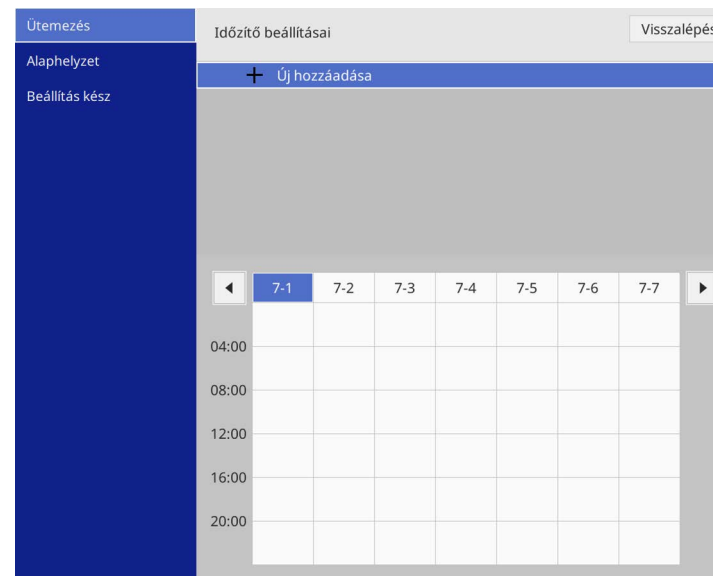 Ütemezés
Alaphelyzet
Beállítás kész
Időzítő beállításai
Visszalépés
Új hozzáadása
7-1 7-2 7-3 7-4 7-5 7-6 7-7
04:00
08:00
12:00
16:00
20:00